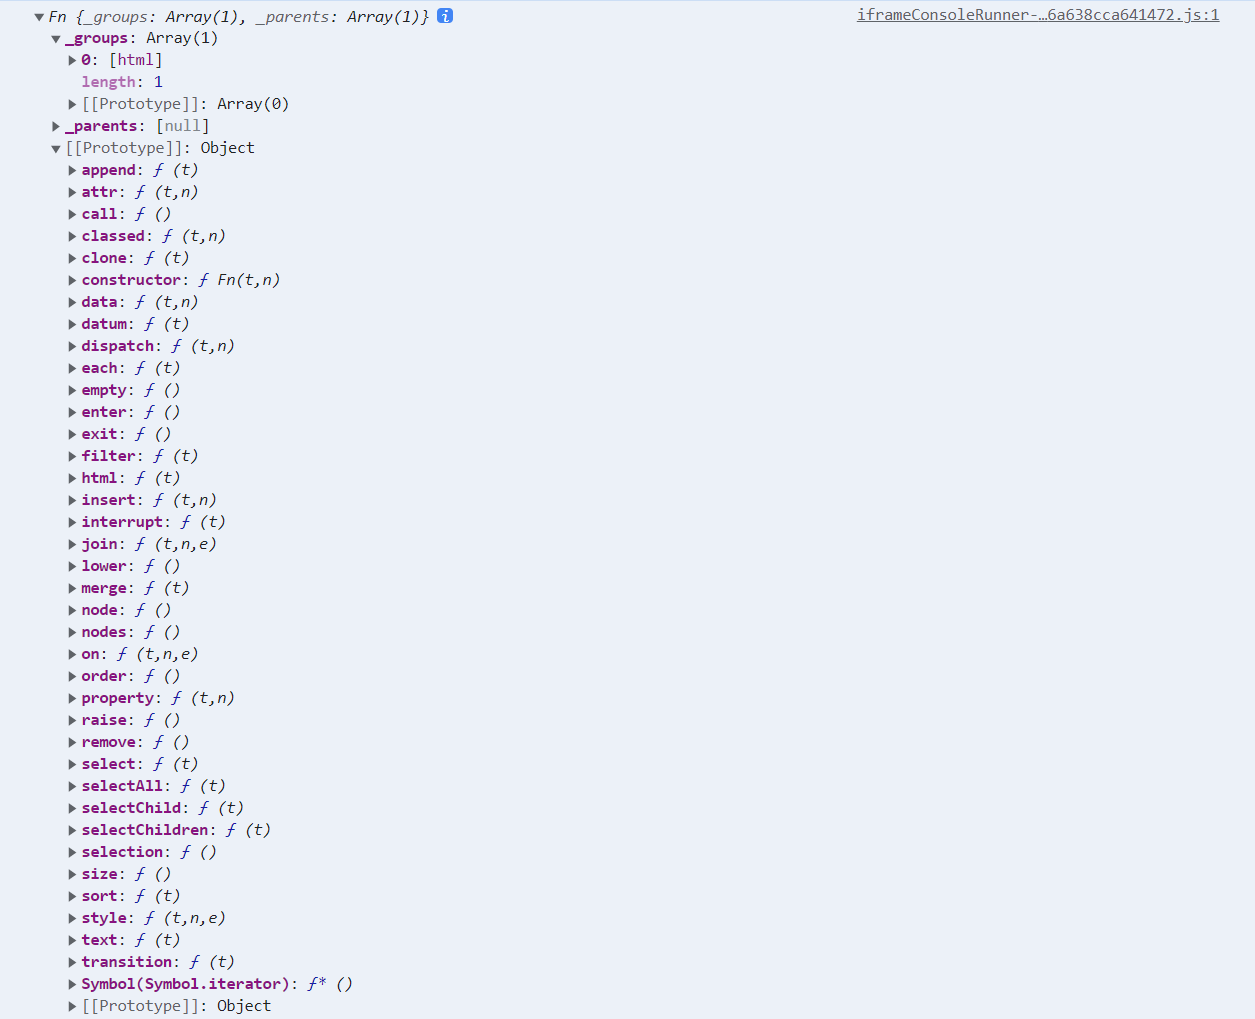 Fn {_groups: Array(1), _parents: Array(1)} i iframeConsoleRunner-…6a638cca641472.js:1
_groups: Array(1)
0: [html]
length: 1
[[Prototype]]: Array(0)
_parents: [null]
[[Prototype]]: Object
append: ƒ (t)
attr: ƒ (t,n)
call: ƒ ()
classed: ƒ (t,n)
clone: ƒ (t)
constructor: ƒ Fn(t,n)
data: ƒ (t,n)
datum: ƒ (t)
dispatch: ƒ (t,n)
each: ƒ (t)
empty: ƒ ()
enter: ƒ ()
exit: ƒ ()
filter: ƒ (t)
html: ƒ (t)
insert: ƒ (t,n)
interrupt: ƒ (t)
join: ƒ (t,n,e)
lower: ƒ ()
merge: ƒ (t)
node: ƒ ()
nodes: ƒ ()
on: ƒ (t,n,e)
order: ƒ ()
property: ƒ (t,n)
raise: ƒ ()
remove: ƒ ()
select: ƒ (t)
selectAll: ƒ (t)
selectChild: ƒ (t)
selectChildren: ƒ (t)
selection: ƒ ()
size: ƒ ()
sort: ƒ (t)
style: ƒ (t,n,e)
text: ƒ (t)
transition: ƒ (t)
Symbol(Symbol.iterator): ƒ* ()
[[Prototype]]: Object